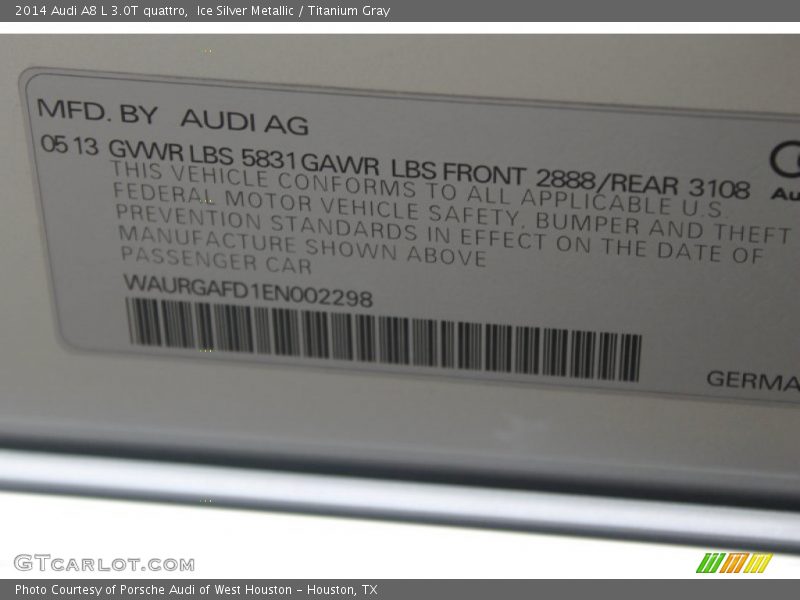 2014 Audi A8 L 3.0T quattro,  Ice Silver Metallic / Titanium Gray
MFD. BY AUDI AG
05 13 GVWR LBS 5831 GAWR LBS FRONT 2888/REAR 3108
THIS VEHICLE CONFORMS TO ALL APPLICABLE U.S
FEDERAL MOTOR VEHICLE SAFETY, BUMPER AND THEFT
PREVENTION STANDARDS IN EFFECT ON THE DATE OF
MANUFACTURE SHOWN ABOVE
PASSENGER CAR
WAURGAFD1EN002298
GTCARLOT.COM
Photo Courtesy of Porsche Audi of West Houston - Houston, TX